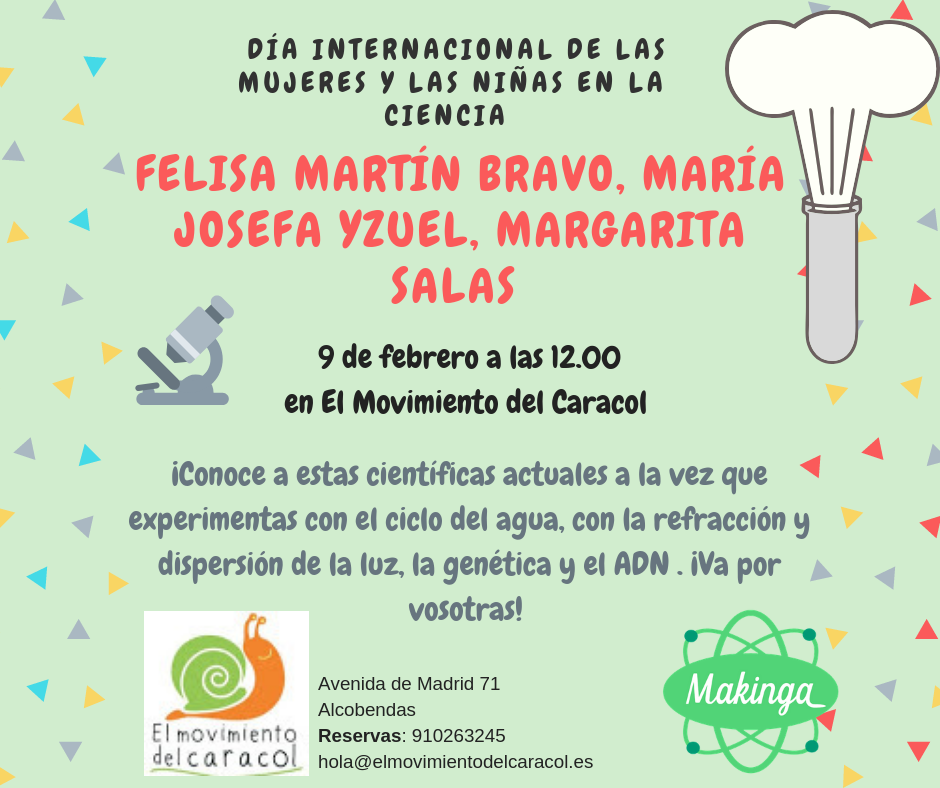 DÍA INTERNACIONAL DE LAS
MUJERES Y LAS NIÑAS EN LA
CIENCIA
FELISA MARTÍN BRAVO, MARÍA
JOSEFA YZUEL, MARGARITA
SALAS
9 de febrero a las 12.00
en El Movimiento del Caracol
¡Conoce a estas científicas actuales a la vez que
experimentas con el ciclo del agua, con la refracción y
dispersión de la luz, la genética y el ADN . ¡Va por
vosotras!
El movimiento
del caracol
Avenida de Madrid 71
Alcobendas
Reservas: 910263245
hola@elmovimientodelcaracol.es
Makinga